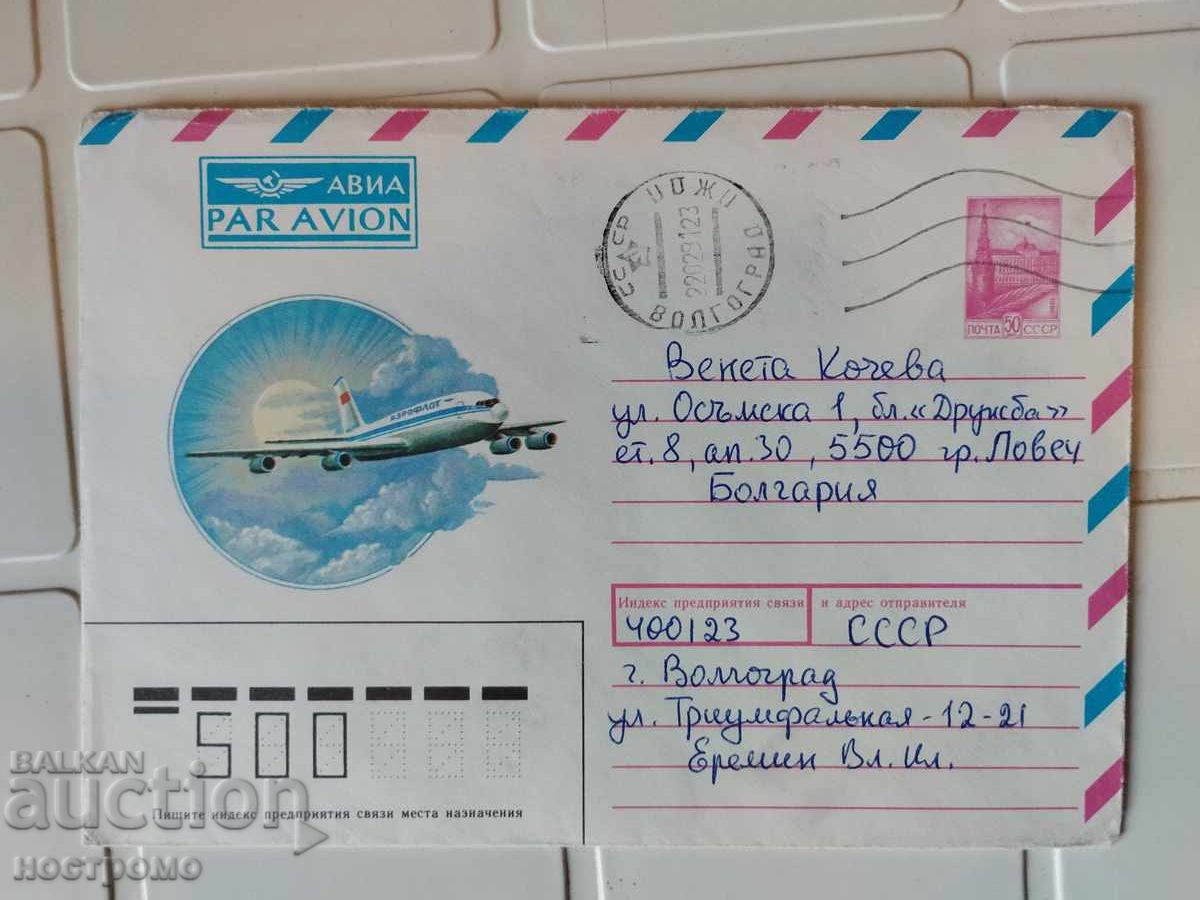 АВИА
PAR AVION
СССР ВОЛГОГРАД
22029123
ПОЧТА 50 СССР
АЭРОФЛОТ
Венета Кочева
ул. Осъмска 1, бл. «Дружба»
ет. 8, ап. 30, 5500 гр. Ловеч
Болгария
Индекс предприятия связи и адрес отправителя
400123 СССР
г. Волгоград
ул. Триумфальная - 12 - 21
Еремин Вл. Ил.
500
Пишите индекс предприятия связи места назначения
BALKAN
auction
НОСТРОМО